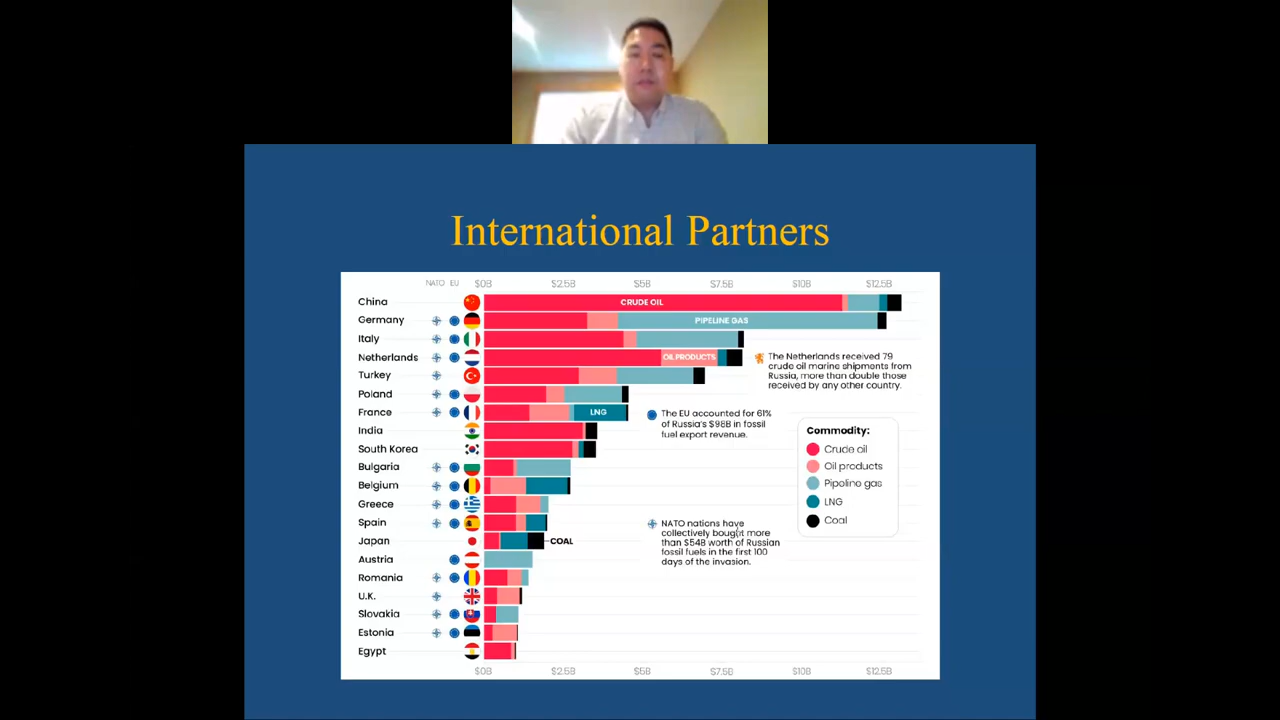 International Partners
NATO EU $0B $2.5B $5B $7.5B $10B $12.5B
China CRUDE OIL
Germany PIPELINE GAS
Italy
Netherlands OIL PRODUCTS
The Netherlands received 79
crude oil marine shipments from
Russia, more than double those
received by any other country.
Turkey
Poland
France LNG
The EU accounted for 61%
of Russia's $98B in fossil
fuel export revenue.
India
South Korea
Bulgaria
Belgium
Greece
Spain
Japan COAL
Austria
Romania
U.K.
Slovakia
Estonia
Egypt
Commodity:
Crude oil
Oil products
Pipeline gas
LNG
Coal
NATO nations have
collectively bought more
than $54B worth of Russian
fossil fuels in the first 100
days of the invasion.
$0B $2.5B $5B $7.5B $10B $12.5B